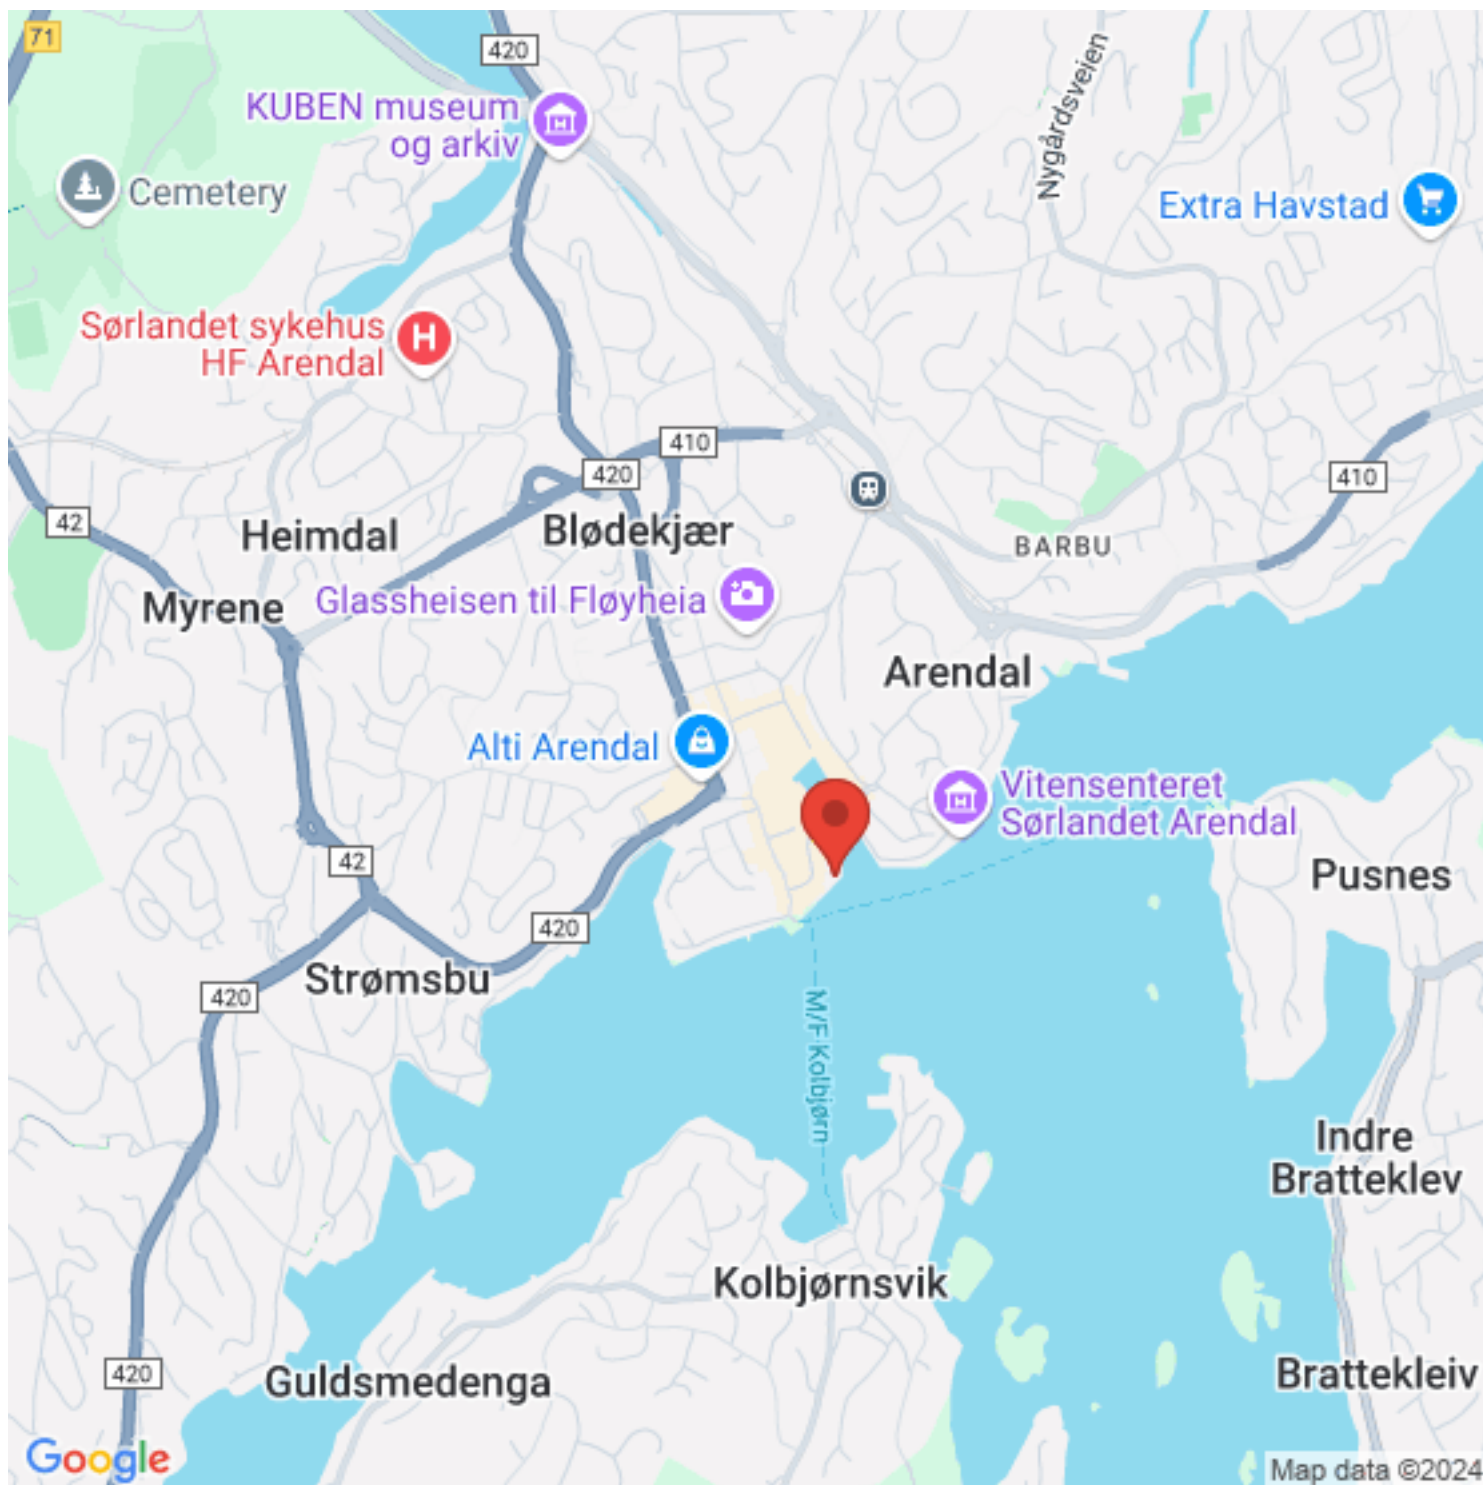 71
420
KUBEN museum
og arkiv
Nygårdsveien
Cemetery
Extra Havstad
Sørlandet sykehus
HF Arendal
410
420
410
42
Heimdal
Blødekjær
BARBU
Myrene
Glassheisen til Fløyheia
Arendal
Alti Arendal
Vitensenteret
Sørlandet Arendal
42
Pusnes
420
Strømsbu
420
M/F Kolbjørn
Indre
Bratteklev
Kolbjørnsvik
420
Guldsmedenga
Brattekleiv
Google
Map data ©2024